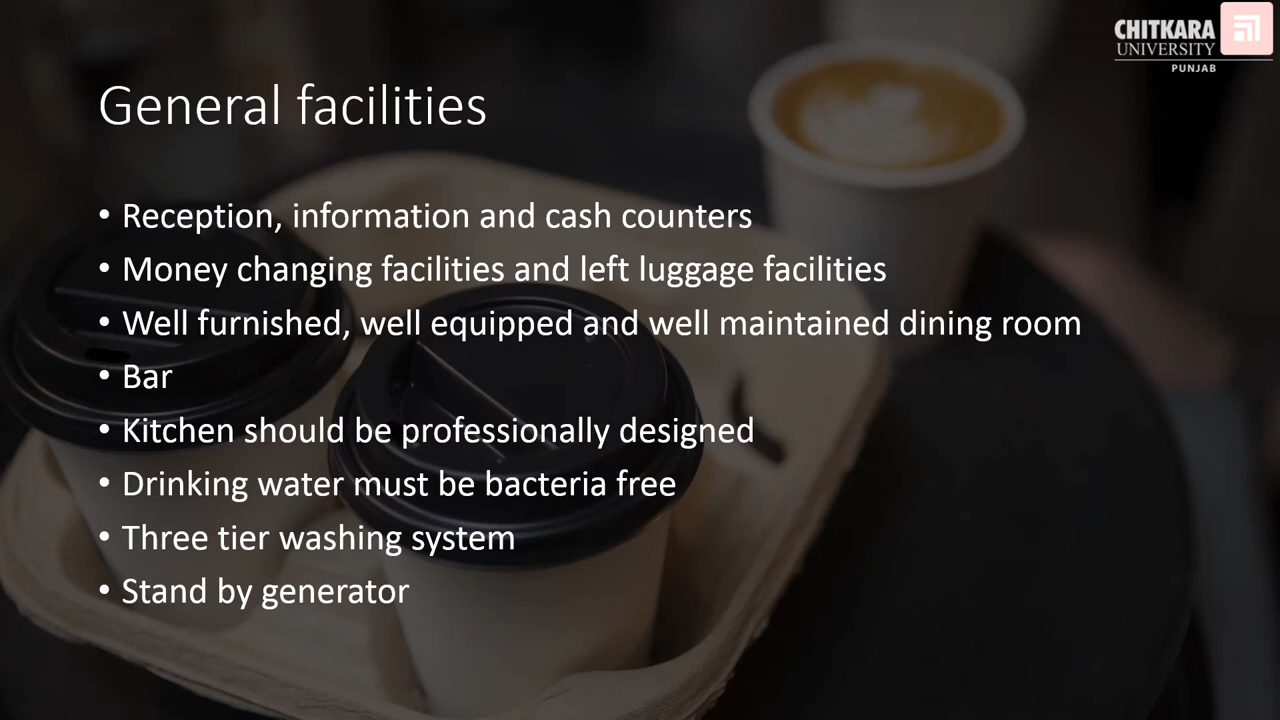 CHITKARA
UNIVERSITY
PUNJAB
General facilities
• Reception, information and cash counters
• Money changing facilities and left luggage facilities
• Well furnished, well equipped and well maintained dining room
• Bar
• Kitchen should be professionally designed
• Drinking water must be bacteria free
• Three tier washing system
• Stand by generator